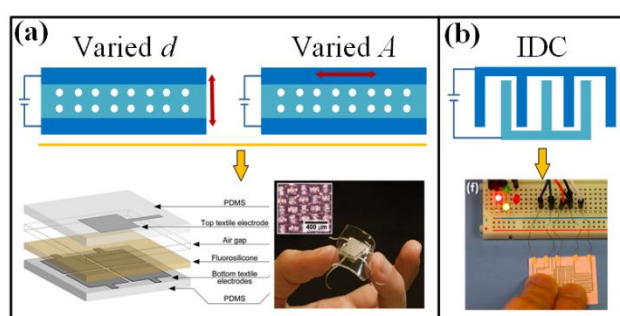 (a)
Varied d
Varied A
PDMS
Top textile electrode
Air gap
Fluorosilicone
Bottom textile
electrodes
PDMS
400 µm
(b)
IDC
(f)